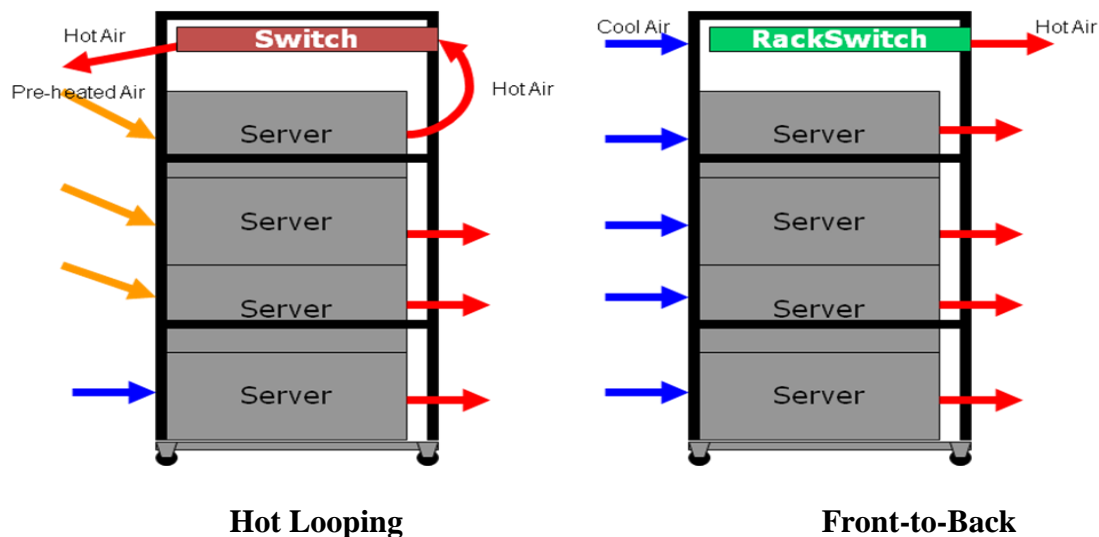 Hot Air
Switch
Pre-heated Air
Hot Air
Server
Server
Server
Server
Hot Looping
Cool Air
RackSwitch
Hot Air
Server
Server
Server
Server
Front-to-Back